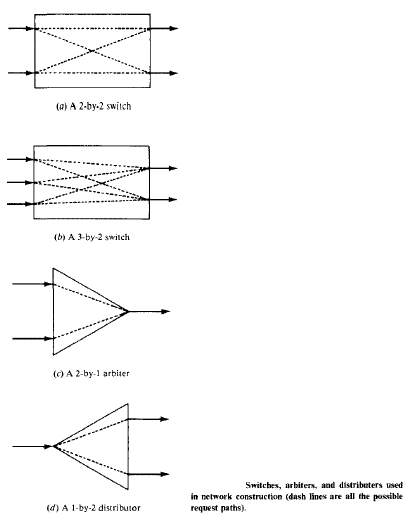 (a) A 2-by-2 switch
(b) A 3-by-2 switch
(c) A 2-by-1 arbiter
(d) A 1-by-2 distributor
Switches, arbiters, and distributers used
in network construction (dash lines are all the possible
request paths).